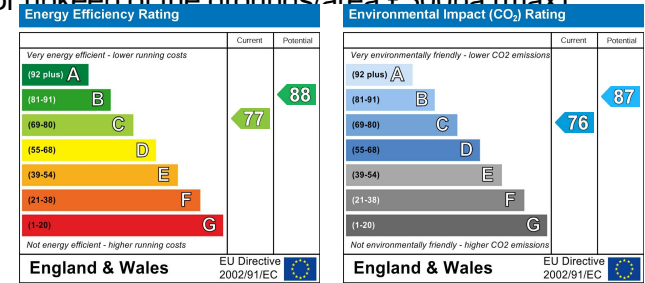 Energy Efficiency Rating
Current Potential
Very energy efficient - lower running costs
(92 plus) A
(81-91) B
(69-80) C
(55-68) D
(39-54) E
(21-38) F
(1-20) G
77
88
Not energy efficient - higher running costs
England & Wales
EU Directive
2002/91/EC
Environmental Impact (CO2) Rating
Current Potential
Very environmentally friendly - lower CO2 emissions
(92 plus) A
(81-91) B
(69-80) C
(55-68) D
(39-54) E
(21-38) F
(1-20) G
76
87
Not environmentally friendly - higher CO2 emissions
England & Wales
EU Directive
2002/91/EC